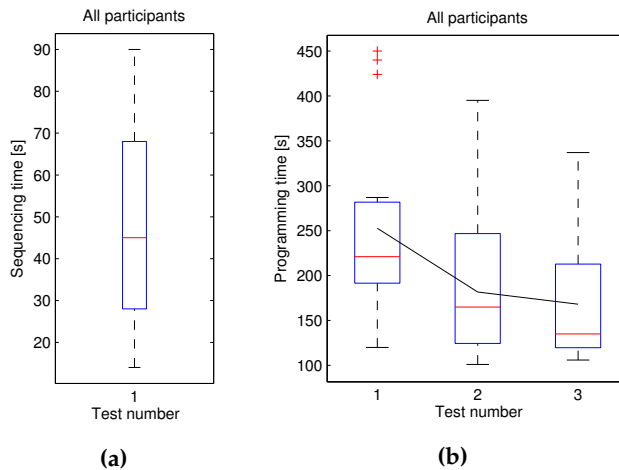 All participants
Sequencing time [s]
90
80
70
60
50
40
30
20
1
Test number
(a)
All participants
Programming time [s]
450
400
350
300
250
200
150
100
1 2 3
Test number
(b)